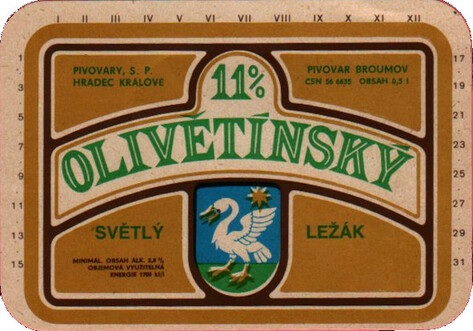 I II III IV V VI VII VIII IX X XI XII
PIVOVARY, S. P.
HRADEC KRÁLOVÉ
11%
PIVOVAR BROUMOV
ČSN 56 6635 OBSAH 0,5 l
OLIVĚTÍNSKÝ
SVĚTLÝ
LEŽÁK
MINIMÁL. OBSAH ALK. 2,8 %
OBJEMOVÁ VYUŽITELNÁ
ENERGIE 1780 kJ/l
1
3
5
7
9
11
13
15
17
19
21
23
25
27
29
31